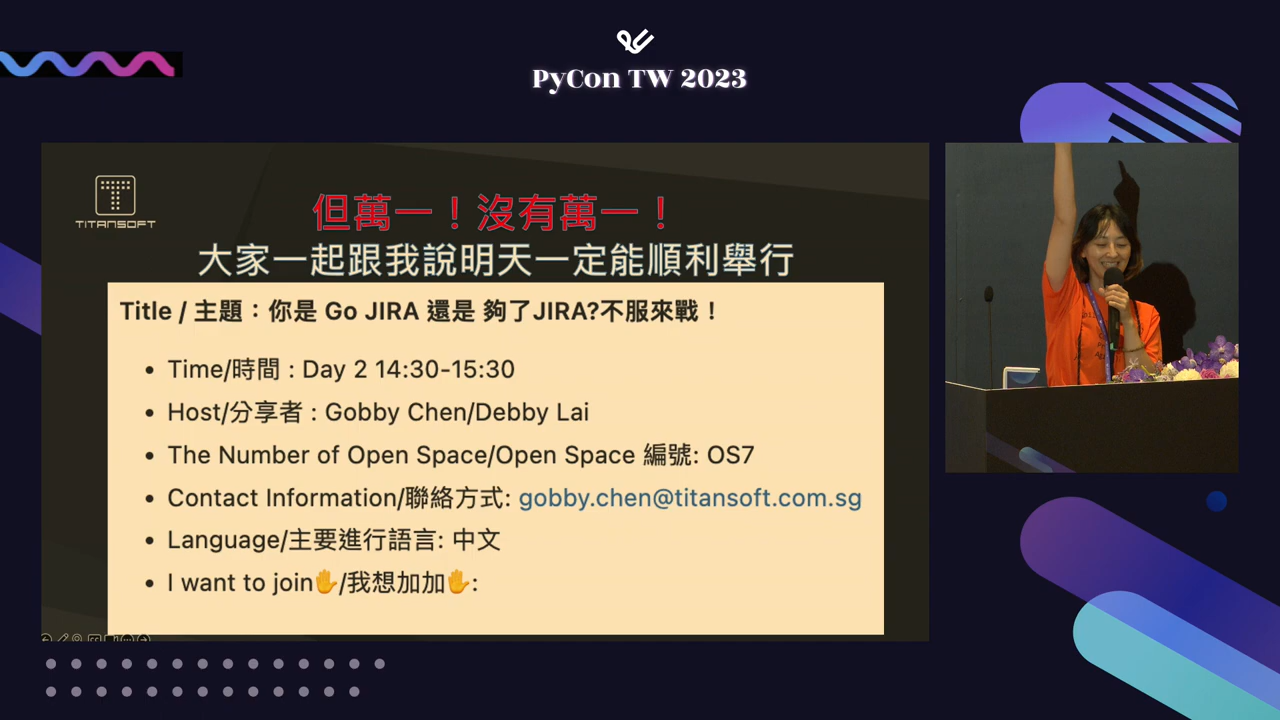 PyCon TW 2023
TITANSOFT
但萬一！沒有萬一！
大家一起跟我說明天一定能順利舉行
Title / 主題：你是 Go JIRA 還是 夠了JIRA?不服來戰！
• Time/時間 : Day 2 14:30-15:30
• Host/分享者 : Gobby Chen/Debby Lai
• The Number of Open Space/Open Space 編號: OS7
• Contact Information/聯絡方式: gobby.chen@titansoft.com.sg
• Language/主要進行語言: 中文
• I want to join✋/我想加加✋: